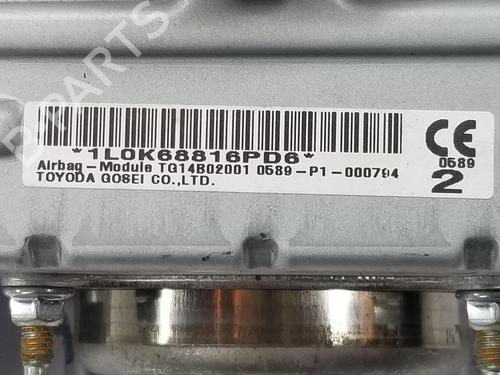 *1L0K68816PD6*
Airbag-Module TG14B02001 0589-P1-000794
TOYODA GOSEI CO.,LTD.
CE
0589
2